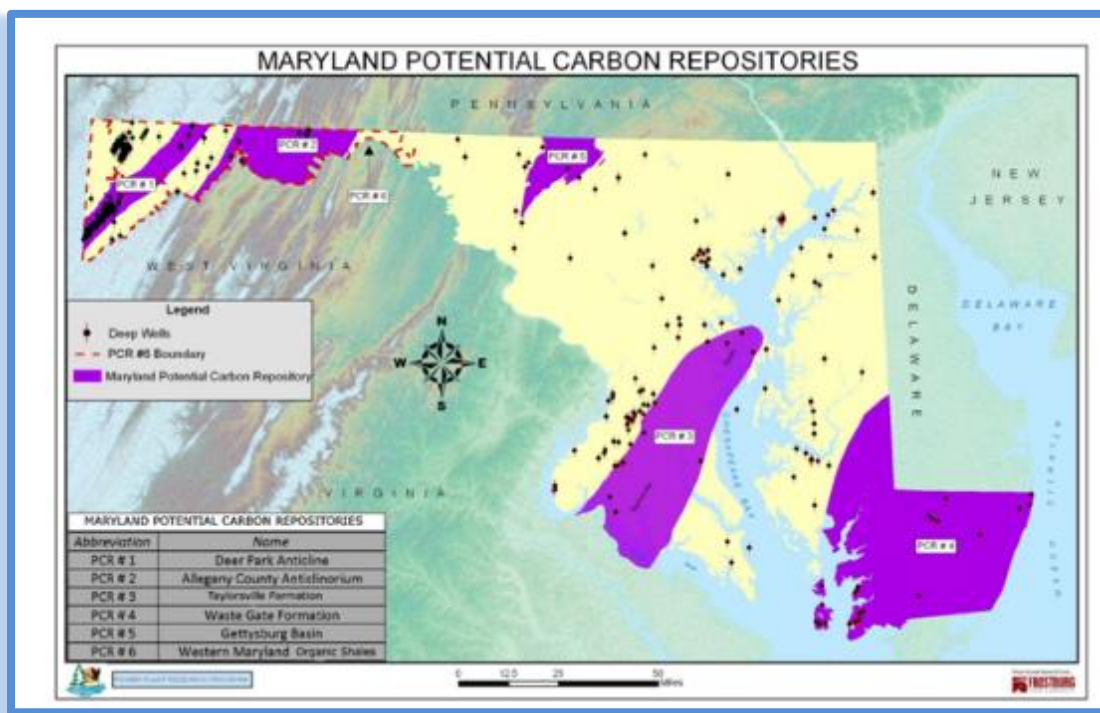 MARYLAND POTENTIAL CARBON REPOSITORIES
PENNSYLVANIA
NEW
JERSEY
WEST VIRGINIA
VIRGINIA
DELAWARE
DELAWARE
BAY
CHESAPEAKE BAY
PCR # 1
PCR # 2
PCR # 6
PCR # 5
PCR # 3
PCR # 4
Legend
Deep Wells
PCR #6 Boundary
Maryland Potential Carbon Repository
N
W
E
S
MARYLAND POTENTIAL CARBON REPOSITORIES
Abbreviation Name
PCR # 1 Deer Park Anticline
PCR # 2 Allegany County Anticlinorium
PCR # 3 Taylorsville Formation
PCR # 4 Waste Gate Formation
PCR # 5 Gettysburg Basin
PCR # 6 Western Maryland Organic Shales
0 12.5 25 50
Miles
FROSTBURG